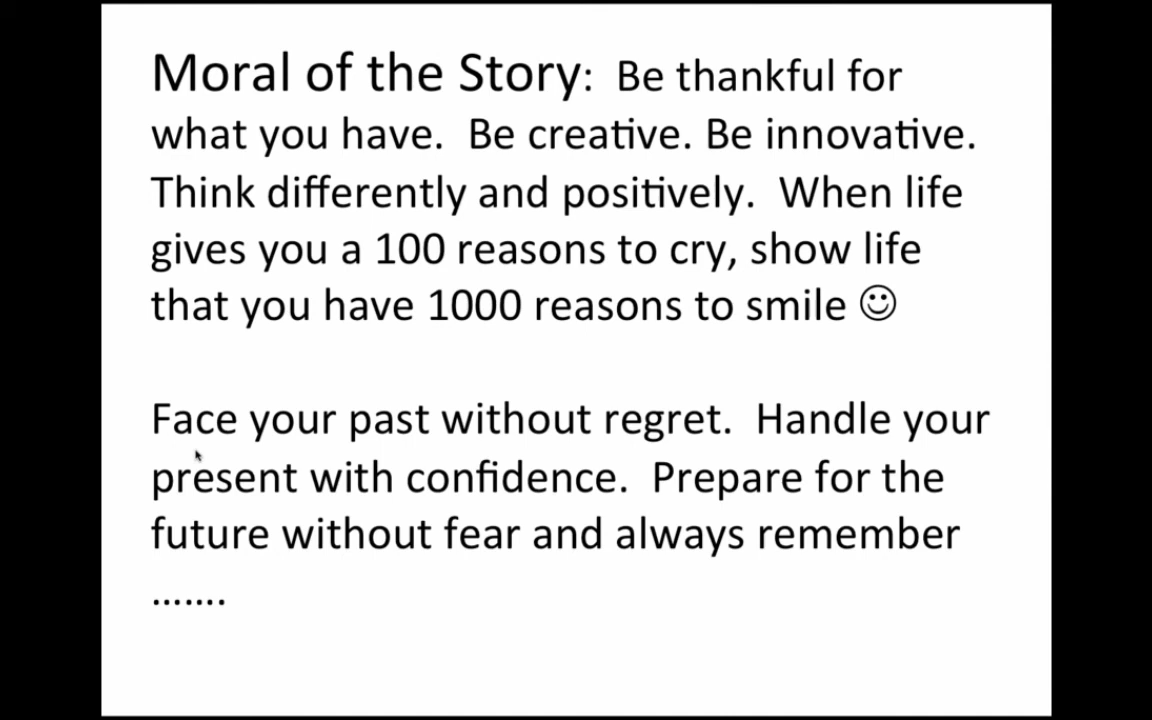 Moral of the Story:  Be thankful for
what you have.  Be creative. Be innovative.
Think differently and positively.  When life
gives you a 100 reasons to cry, show life
that you have 1000 reasons to smile ☺
Face your past without regret.  Handle your
present with confidence.  Prepare for the
future without fear and always remember
…….